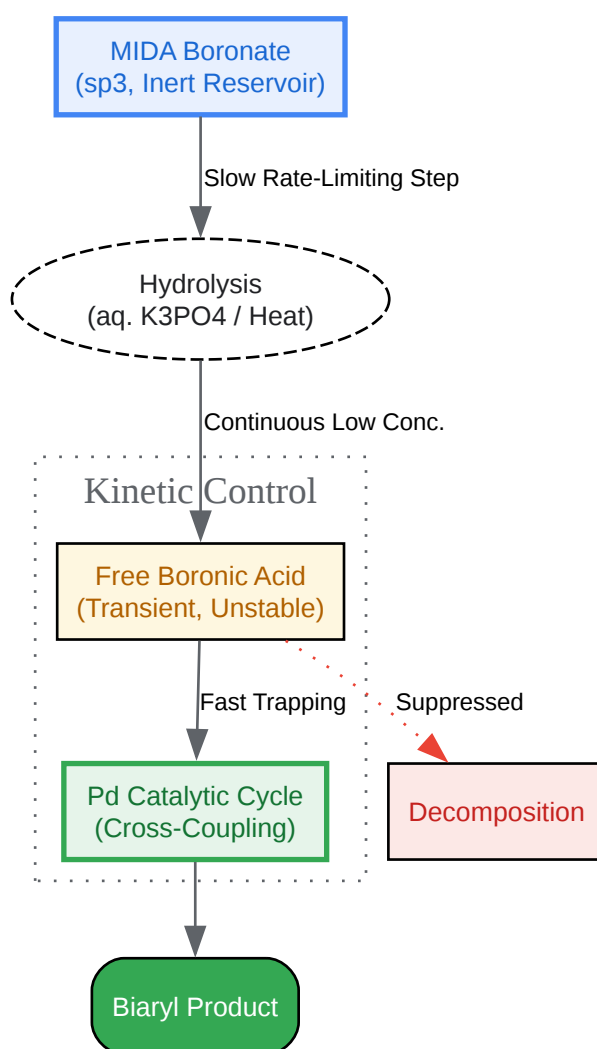 MIDA Boronate
(sp3, Inert Reservoir)
Slow Rate-Limiting Step
Hydrolysis
(aq. K3PO4 / Heat)
Continuous Low Conc.
Kinetic Control
Free Boronic Acid
(Transient, Unstable)
Fast Trapping
Suppressed
Pd Catalytic Cycle
(Cross-Coupling)
Decomposition
Biaryl Product